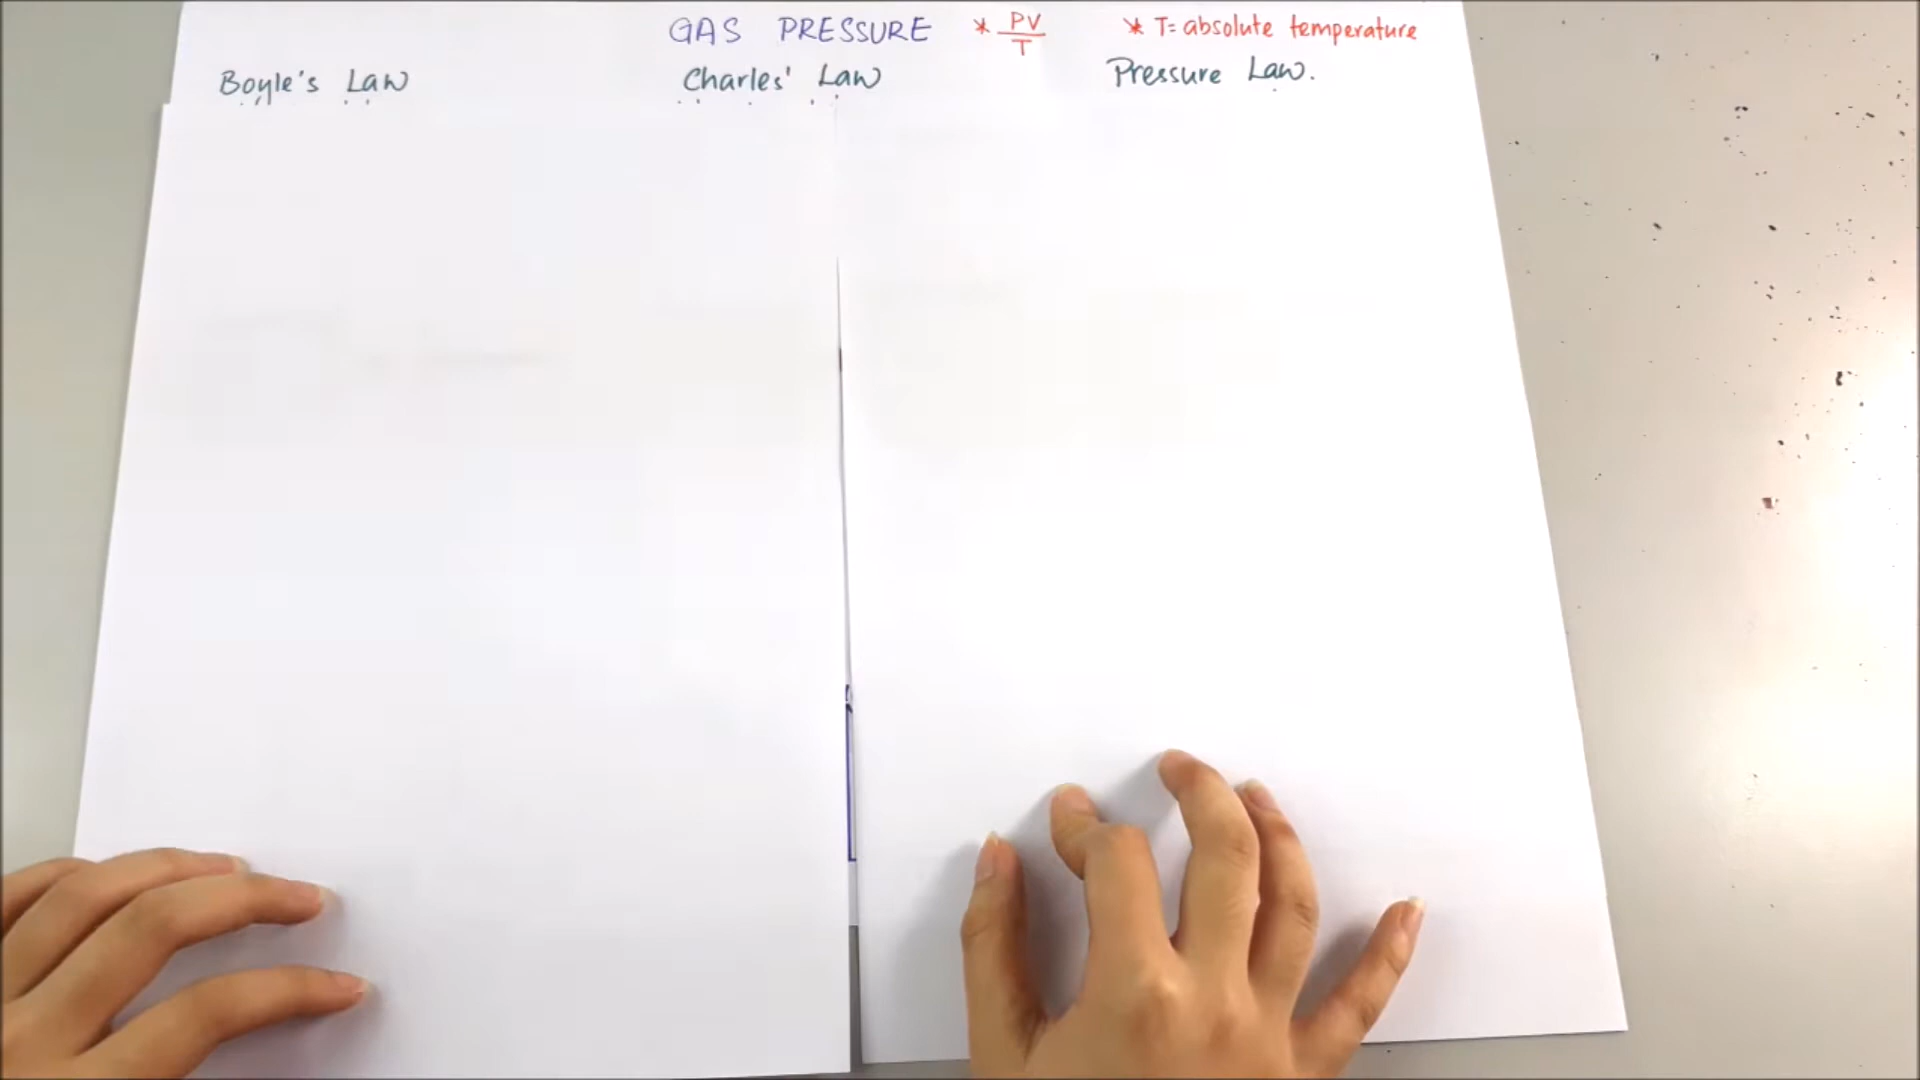 GAS PRESSURE * PV/T * T = absolute temperature
Boyle's Law Charles' Law Pressure Law.